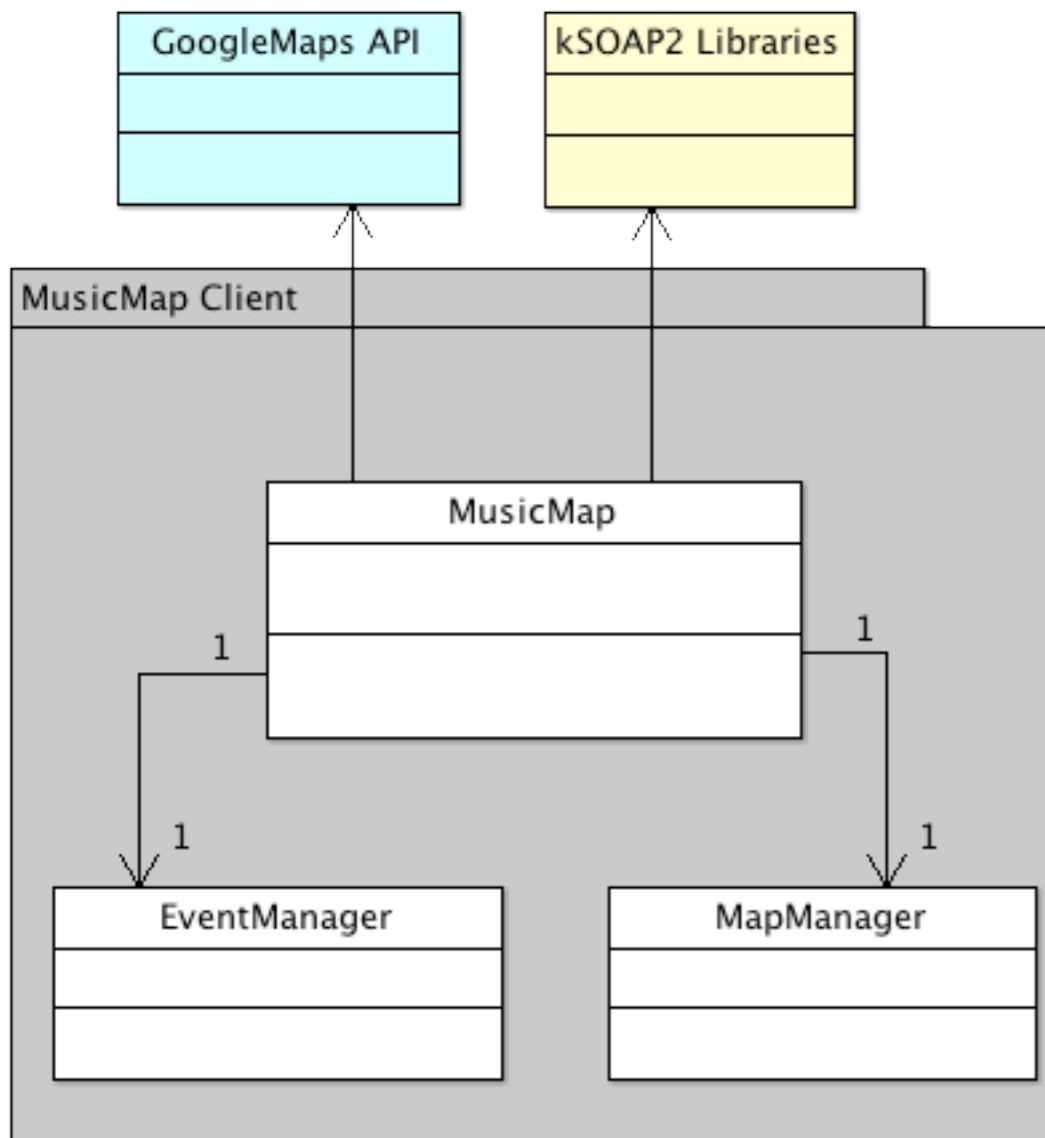 GoogleMaps API
kSOAP2 Libraries
MusicMap Client
MusicMap
1
1
1
1
EventManager
MapManager